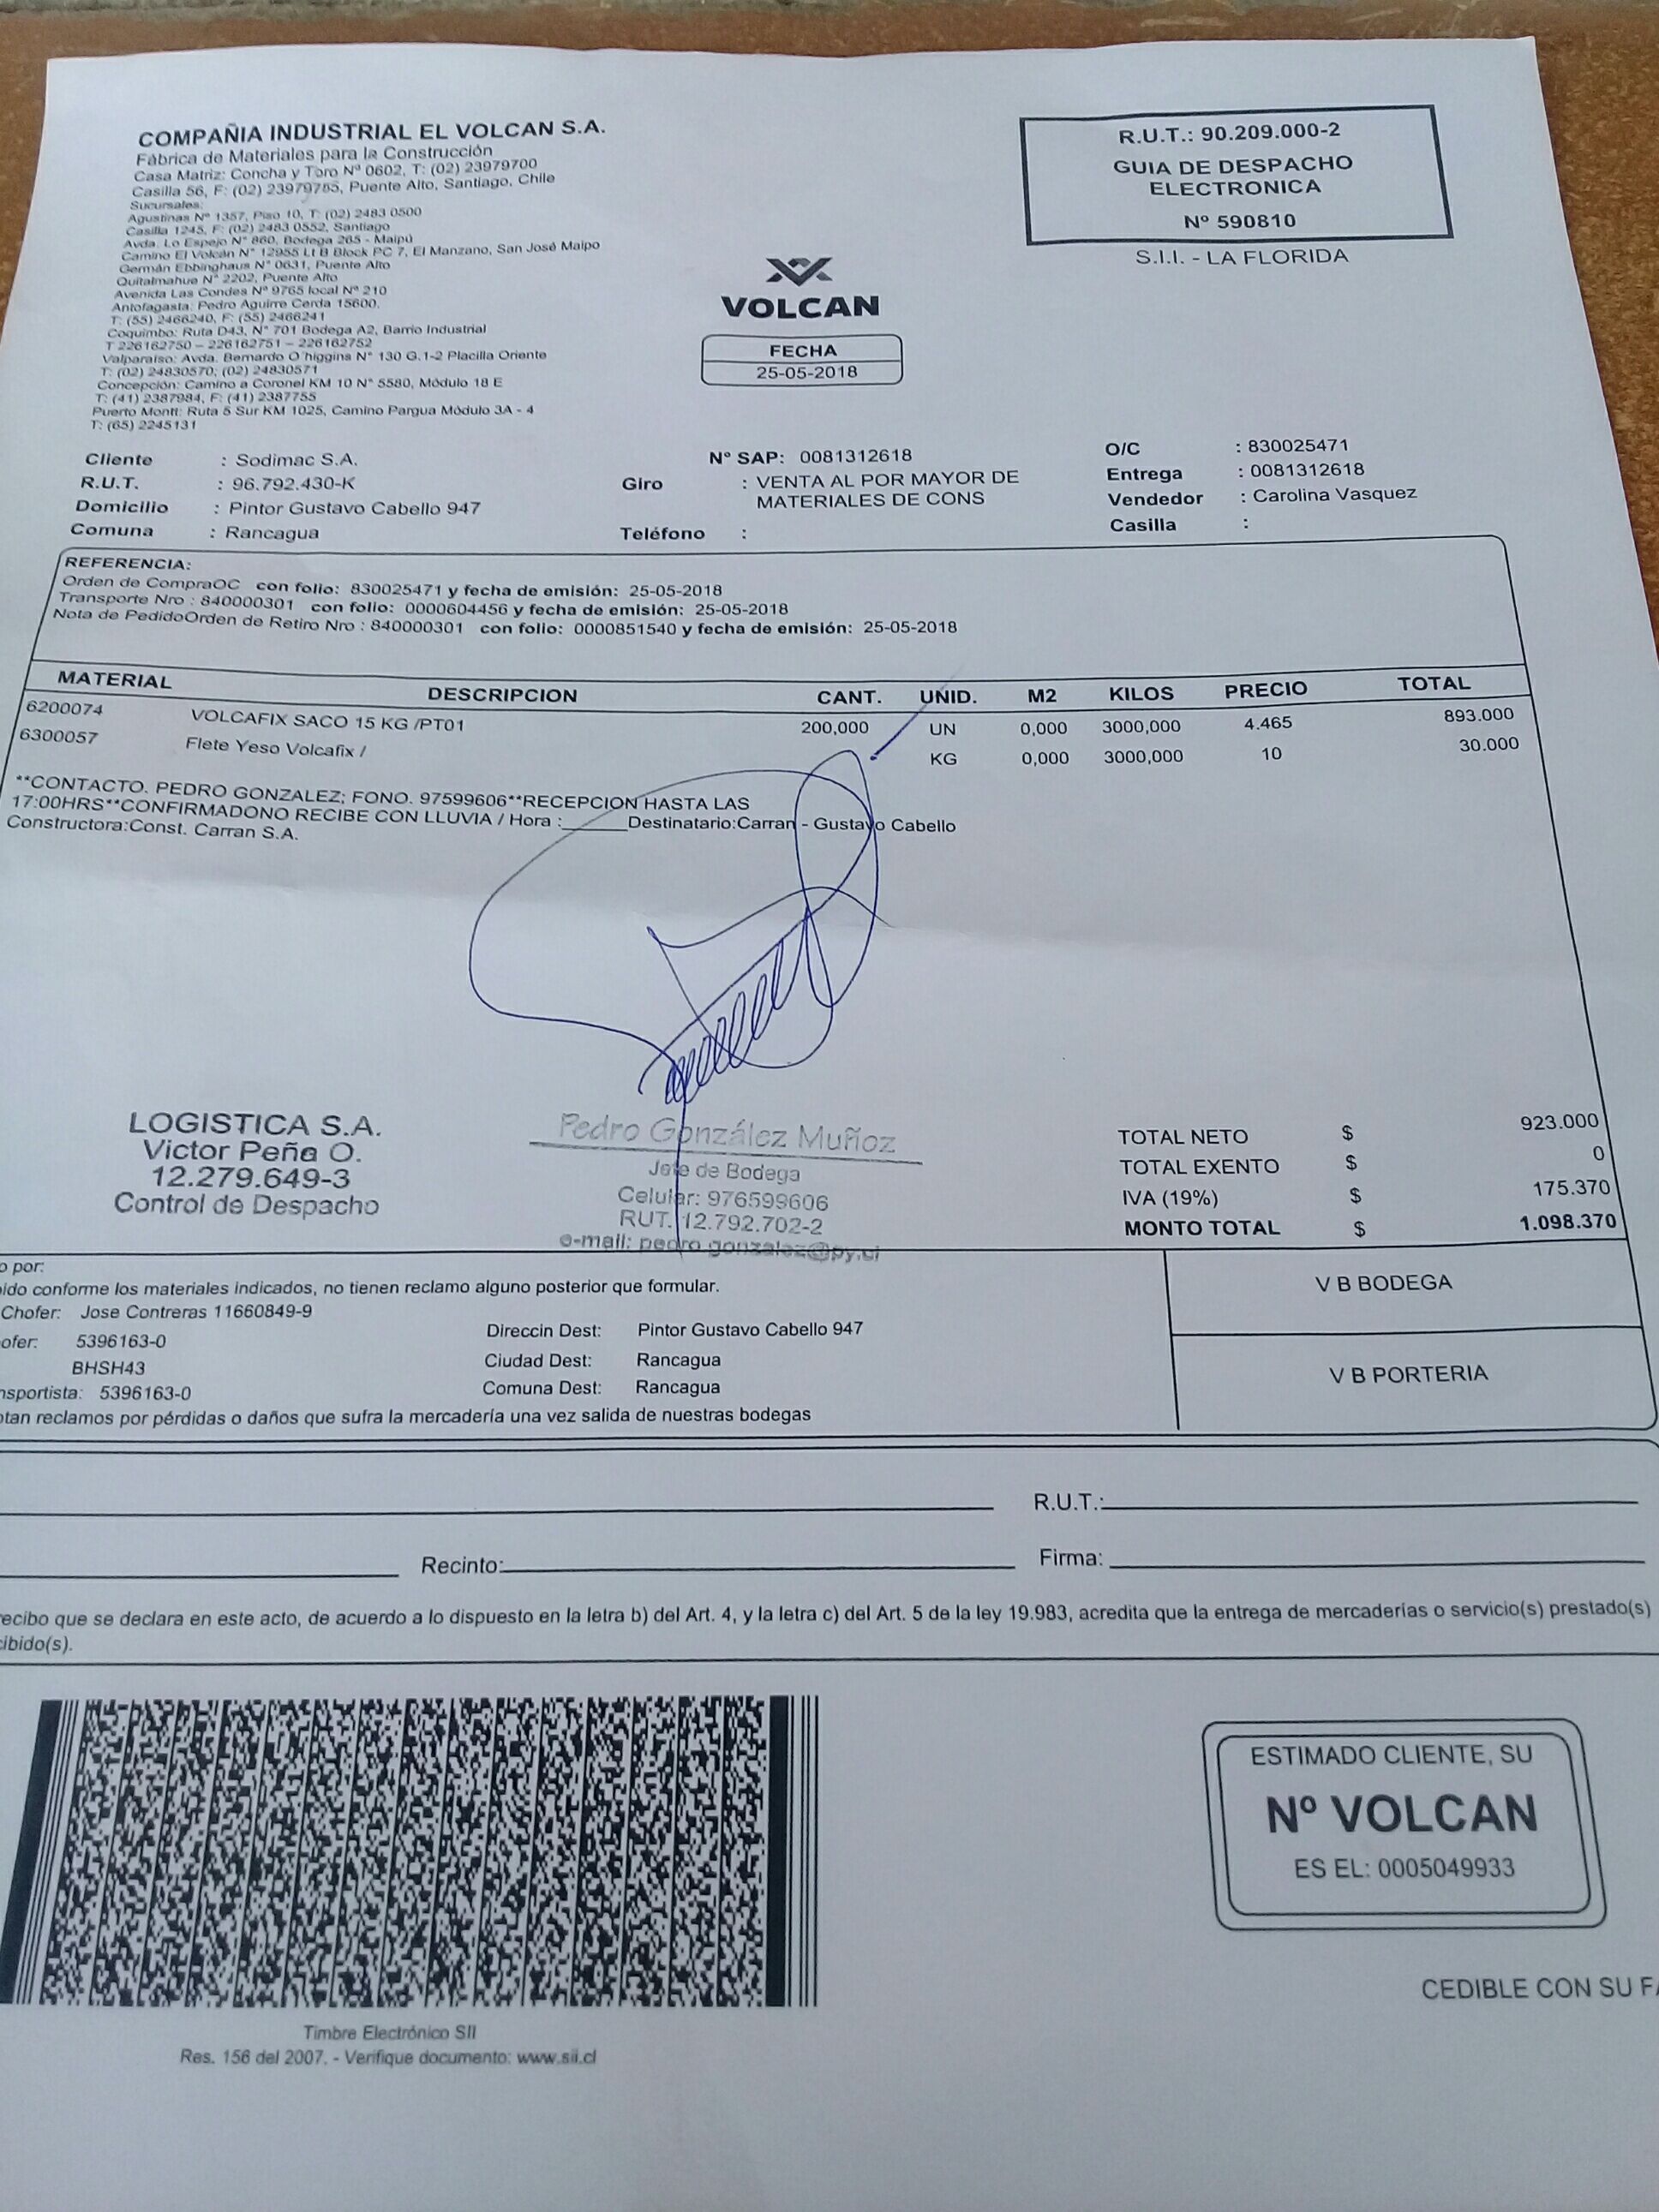 COMPAÑIA INDUSTRIAL EL VOLCAN S.A.
Fábrica de Materiales para la Construcción
Casa Matriz: Concha y Toro Nº 0602, T: (02) 23979700
Casilla 56, F: (02) 23979785, Puente Alto, Santiago, Chile
Sucursales:
Agustinas Nº 1357, Piso 10, T: (02) 2483 0500
Casilla 1245, F: (02) 2483 0552, Santiago
Avda. Lo Espejo N° 860, Bodega 265 - Maipú
Camino El Volcán N° 12955 Lt B Block PC 7, El Manzano, San José Maipo
Germán Ebbinghaus N° 0631, Puente Alto
Quitalmahue N° 2202, Puente Alto
Avenida Las Condes Nº 9765 local Nº 210
Antofagasta: Pedro Aguirre Cerda 15600.
T: (55) 2466240, F: (55) 2466241
Coquimbo: Ruta D43, N° 701 Bodega A2, Barrio Industrial
T 226162750 – 226162751 – 226162752
Valparaíso: Avda. Bernardo O´higgins N° 130 G.1-2 Placilla Oriente
T: (02) 24830570; (02) 24830571
Concepción: Camino a Coronel KM 10 N° 5580, Módulo 18 E
T: (41) 2387984, F: (41) 2387755
Puerto Montt: Ruta 5 Sur KM 1025, Camino Pargua Módulo 3A - 4
T: (65) 2245131
VOLCAN
FECHA
25-05-2018
R.U.T.: 90.209.000-2
GUIA DE DESPACHO
ELECTRONICA
Nº 590810
S.I.I. - LA FLORIDA
Cliente : Sodimac S.A. Nº SAP: 0081312618 O/C : 830025471
R.U.T. : 96.792.430-K Giro : VENTA AL POR MAYOR DE Entrega : 0081312618
MATERIALES DE CONS
Domicilio : Pintor Gustavo Cabello 947 Vendedor : Carolina Vasquez
Comuna : Rancagua Teléfono : Casilla :
REFERENCIA:
Orden de CompraOC con folio: 830025471 y fecha de emisión: 25-05-2018
Transporte Nro : 840000301 con folio: 0000604456 y fecha de emisión: 25-05-2018
Nota de PedidoOrden de Retiro Nro : 840000301 con folio: 0000851540 y fecha de emisión: 25-05-2018
MATERIAL DESCRIPCION CANT. UNID. M2 KILOS PRECIO TOTAL
6200074 VOLCAFIX SACO 15 KG /PT01 200,000 UN 0,000 3000,000 4.465 893.000
6300057 Flete Yeso Volcafix / KG 0,000 3000,000 10 30.000
**CONTACTO. PEDRO GONZALEZ; FONO. 97599606**RECEPCION HASTA LAS
17:00HRS**CONFIRMADONO RECIBE CON LLUVIA / Hora :______Destinatario:Carran - Gustavo Cabello
Constructora:Const. Carran S.A.
LOGISTICA S.A.
Victor Peña O.
12.279.649-3
Control de Despacho
Pedro González Muñoz
Jefe de Bodega
Celular: 976599606
RUT. 12.792.702-2
e-mail: pedro gonzalez@py.cl
TOTAL NETO $ 923.000
TOTAL EXENTO $ 0
IVA (19%) $ 175.370
MONTO TOTAL $ 1.098.370
o por:
ido conforme los materiales indicados, no tienen reclamo alguno posterior que formular.
Chofer: Jose Contreras 11660849-9
ofer: 5396163-0 Direccin Dest: Pintor Gustavo Cabello 947
BHSH43 Ciudad Dest: Rancagua
nsportista: 5396163-0 Comuna Dest: Rancagua
otan reclamos por pérdidas o daños que sufra la mercadería una vez salida de nuestras bodegas
V B BODEGA
V B PORTERIA
R.U.T.:
Recinto: Firma:
recibo que se declara en este acto, de acuerdo a lo dispuesto en la letra b) del Art. 4, y la letra c) del Art. 5 de la ley 19.983, acredita que la entrega de mercaderías o servicio(s) prestado(s)
cibido(s).
Timbre Electrónico SII
Res. 156 del 2007. - Verifique documento: www.sii.cl
ESTIMADO CLIENTE, SU
Nº VOLCAN
ES EL: 0005049933
CEDIBLE CON SU FA